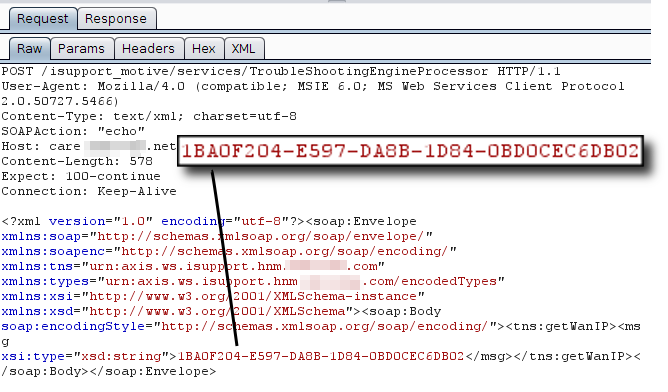 Request Response
Raw Params Headers Hex XML
POST /isupport_motive/services/TroubleShootingEngineProcessor HTTP/1.1
User-Agent: Mozilla/4.0 (compatible; MSIE 6.0; MS Web Services Client Protocol
2.0.50727.5466)
Content-Type: text/xml; charset=utf-8
SOAPAction: "echo"
Host: care .net
1BA0F204-E597-DA8B-1D84-0BD0CEC6DB02
Content-Length: 578
Expect: 100-continue
Connection: Keep-Alive
<?xml version="1.0" encoding="utf-8"?><soap:Envelope
xmlns:soap="http://schemas.xmlsoap.org/soap/envelope/"
xmlns:soapenc="http://schemas.xmlsoap.org/soap/encoding/"
xmlns:tns="urn:axis.ws.isupport.hnm. .com"
xmlns:types="urn:axis.ws.isupport.hnm. .com/encodedTypes"
xmlns:xsi="http://www.w3.org/2001/XMLSchema-instance"
xmlns:xsd="http://www.w3.org/2001/XMLSchema"><soap:Body
soap:encodingStyle="http://schemas.xmlsoap.org/soap/encoding/"><tns:getWanIP><ms
g
xsi:type="xsd:string">1BA0F204-E597-DA8B-1D84-0BD0CEC6DB02</msg></tns:getWanIP><
/soap:Body></soap:Envelope>